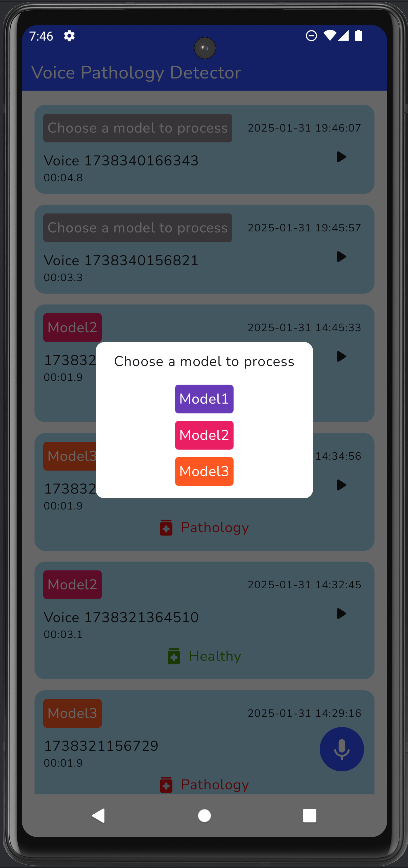 7:46
Voice Pathology Detector
Choose a model to process 2025-01-31 19:46:07
Voice 1738340166343
00:04.8
Choose a model to process 2025-01-31 19:45:57
Voice 1738340156821
00:03.3
Model2 2025-01-31 14:45:33
173832
00:01.9
Choose a model to process
Model1
Model2
Model3
Model3 14:34:56
173832
00:01.9
Pathology
Model2 2025-01-31 14:32:45
Voice 1738321364510
00:03.1
Healthy
Model3 2025-01-31 14:29:16
1738321156729
00:01.9
Pathology